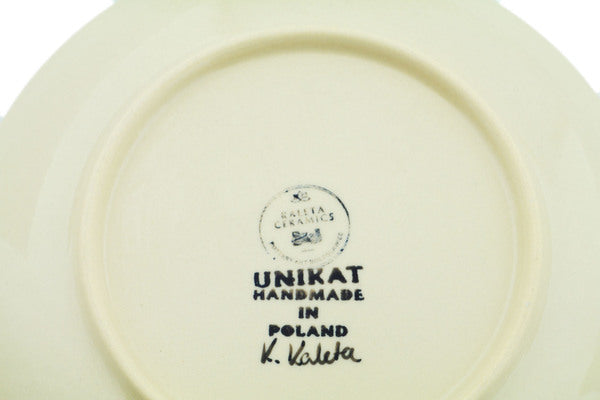 KALETA
CERAMICS
UNIKAT
HANDMADE
IN
POLAND
K. Kaleta